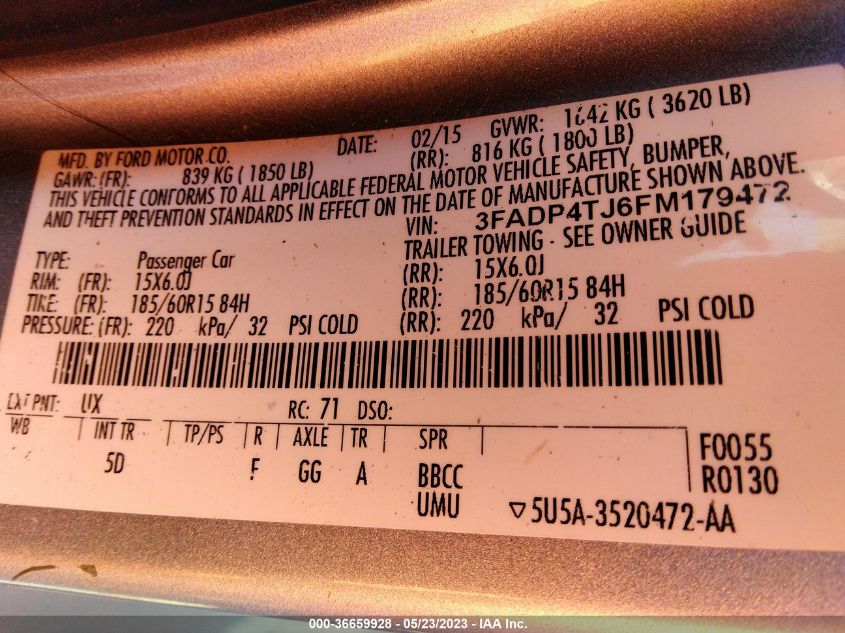 MFD. BY FORD MOTOR CO. DATE: 02/15 GVWR: 1642 KG ( 3620 LB)
GAWR: (FR): 839 KG ( 1850 LB) (RR): 816 KG ( 1800 LB)
THIS VEHICLE CONFORMS TO ALL APPLICABLE FEDERAL MOTOR VEHICLE SAFETY, BUMPER,
AND THEFT PREVENTION STANDARDS IN EFFECT ON THE DATE OF MANUFACTURE SHOWN ABOVE.
VIN: 3FADP4TJ6FM179472
TRAILER TOWING - SEE OWNER GUIDE
TYPE: Passenger Car
RIM: (FR): 15X6.0J (RR): 15X6.0J
TIRE: (FR): 185/60R15 84H (RR): 185/60R15 84H
PRESSURE: (FR): 220 kPa/ 32 PSI COLD (RR): 220 kPa/ 32 PSI COLD
EXT PNT: UX RC: 71 DSO:
WB INT TR TP/PS R AXLE TR SPR F0055
5D F GG A BBCC R0130
UMU ▽5U5A-3520472-AA
000-36659928 - 05/23/2023 - IAA Inc.